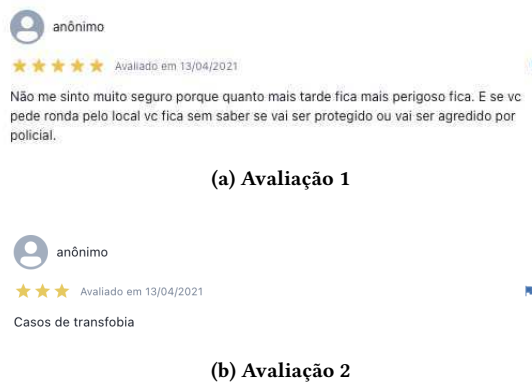 anônimo
Avaliado em 13/04/2021
Não me sinto muito seguro porque quanto mais tarde fica mais perigoso fica. E se vc
pede ronda pelo local vc fica sem saber se vai ser protegido ou vai ser agredido por
policial.
(a) Avaliação 1
anônimo
Avaliado em 13/04/2021
Casos de transfobia
(b) Avaliação 2